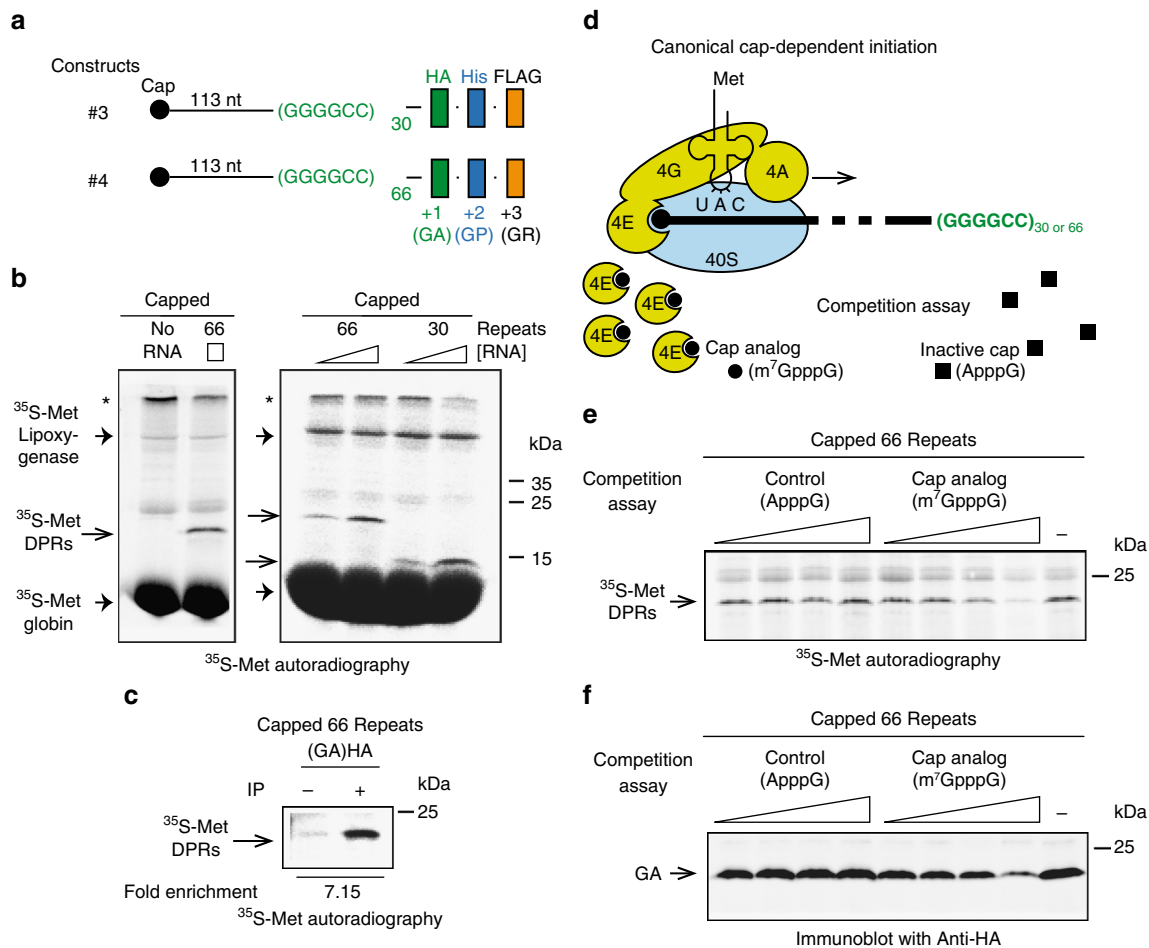 a
Constructs
Cap
HA His FLAG
#3
113 nt
(GGGGCC)
30
#4
113 nt
(GGGGCC)
66
+1 +2 +3
(GA) (GP) (GR)
b
Capped
No 66
RNA
Capped
66 30 Repeats
[RNA]
*
*
35S-Met
Lipoxy-
genase
kDa
35
25
35S-Met
DPRs
15
35S-Met
globin
35S-Met autoradiography
c
Capped 66 Repeats
(GA)HA
IP – +
kDa
25
35S-Met
DPRs
Fold enrichment 7.15
35S-Met autoradiography
d
Canonical cap-dependent initiation
Met
4G
4A
U A C
4E
(GGGGCC)30 or 66
40S
4E
4E
4E
4E
Competition assay
Cap analog
(m7GpppG)
Inactive cap
(ApppG)
e
Capped 66 Repeats
Competition
assay
Control
(ApppG)
Cap analog
(m7GpppG)
–
kDa
25
35S-Met
DPRs
35S-Met autoradiography
f
Capped 66 Repeats
Competition
assay
Control
(ApppG)
Cap analog
(m7GpppG)
–
kDa
25
GA
Immunoblot with Anti-HA